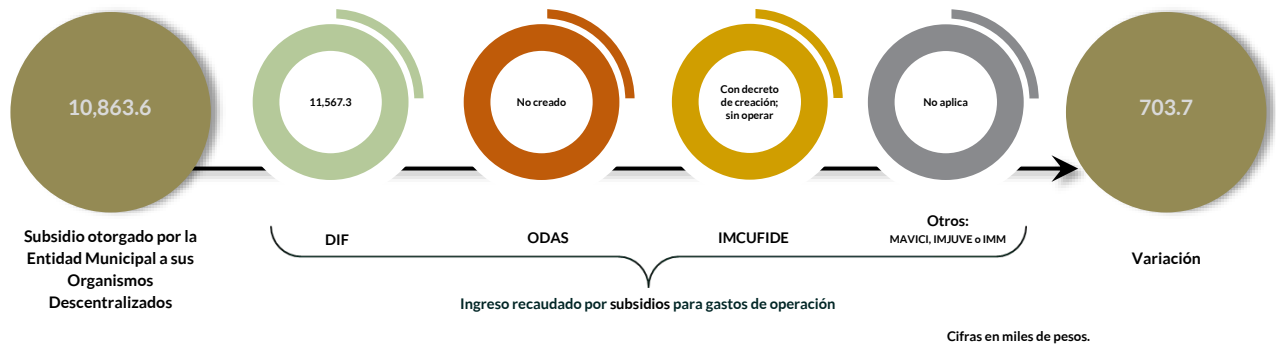 10,863.6
11,567.3
No creado
Con decreto
de creación;
sin operar
No aplica
703.7
Subsidio otorgado por la
Entidad Municipal a sus
Organismos
Descentralizados
DIF
ODAS
IMCUFIDE
Otros:
MAVICI, IMJUVE o IMM
Variación
Ingreso recaudado por subsidios para gastos de operación
Cifras en miles de pesos.